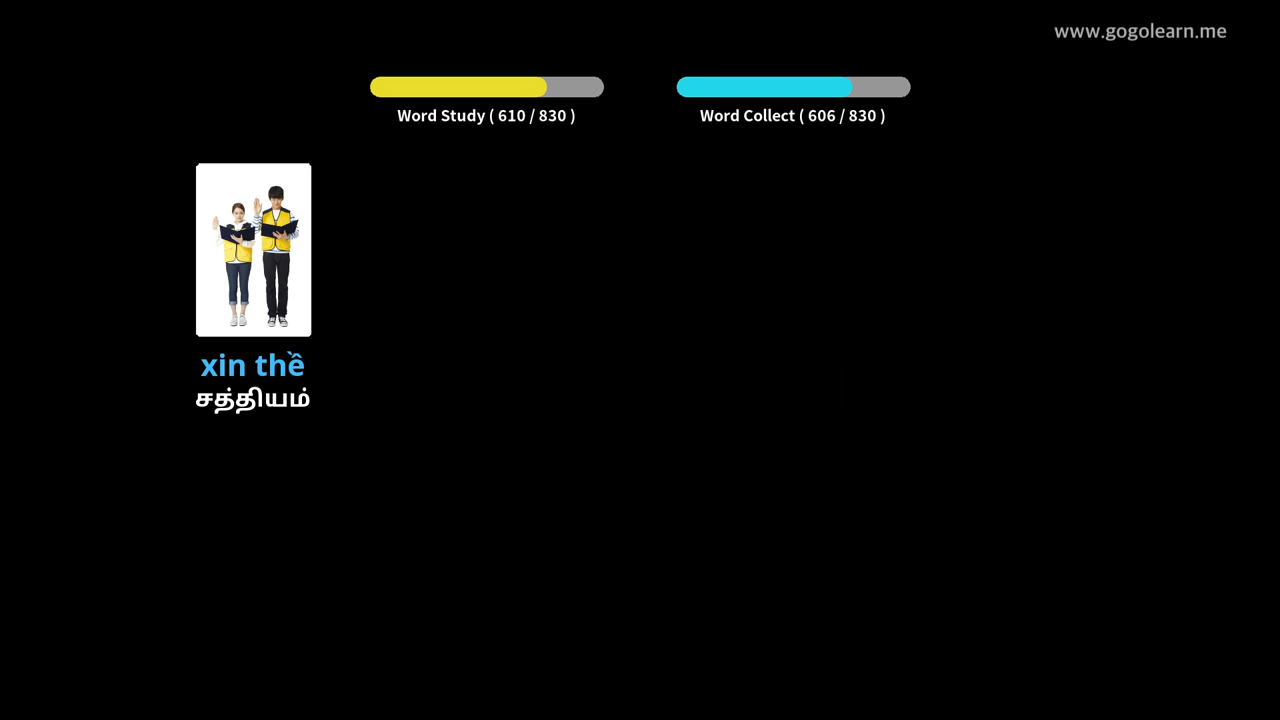 www.gogolearn.me
Word Study ( 610 / 830 )
Word Collect ( 606 / 830 )
xin thề
சத்தியம்